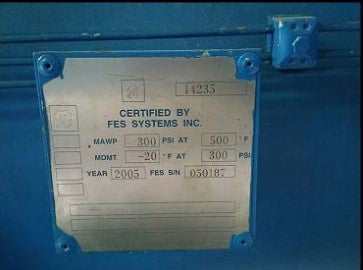 14235
CERTIFIED BY
FES SYSTEMS INC.
MAWP 300 PSI AT 500 °F
MDMT -20 °F AT 300 PSI
YEAR 2005 FES S/N 050187